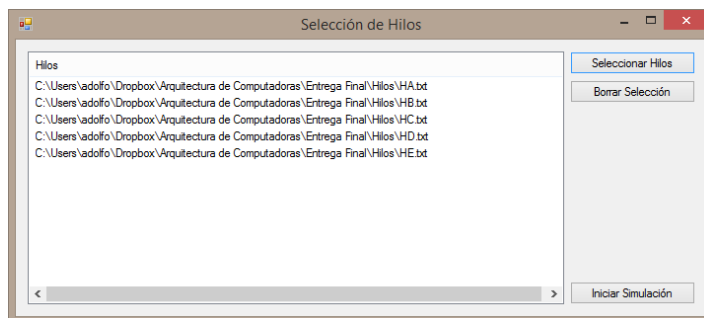 Selección de Hilos
Hilos
C:\Users\adolfo\Dropbox\Arquitectura de Computadoras\Entrega Final\Hilos\HA.txt
C:\Users\adolfo\Dropbox\Arquitectura de Computadoras\Entrega Final\Hilos\HB.txt
C:\Users\adolfo\Dropbox\Arquitectura de Computadoras\Entrega Final\Hilos\HC.txt
C:\Users\adolfo\Dropbox\Arquitectura de Computadoras\Entrega Final\Hilos\HD.txt
C:\Users\adolfo\Dropbox\Arquitectura de Computadoras\Entrega Final\Hilos\HE.txt
Seleccionar Hilos
Borrar Selección
Iniciar Simulación